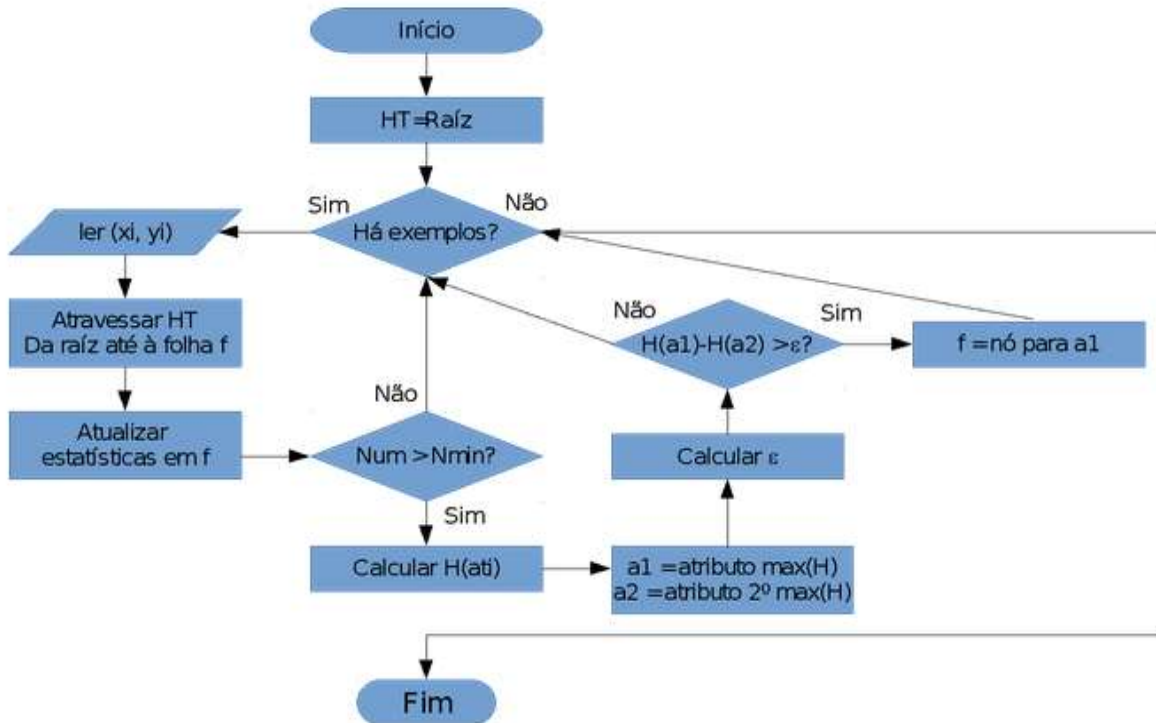 Início
HT=Raíz
Há exemplos?
Sim
Não
ler (xi, yi)
Atravessar HT
Da raíz até à folha f
Atualizar
estatísticas em f
Num >Nmin?
Não
Sim
Calcular H(ati)
a1 =atributo max(H)
a2 =atributo 2º max(H)
Calcular ε
H(a1)-H(a2) >ε?
Não
Sim
f =nó para a1
Fim